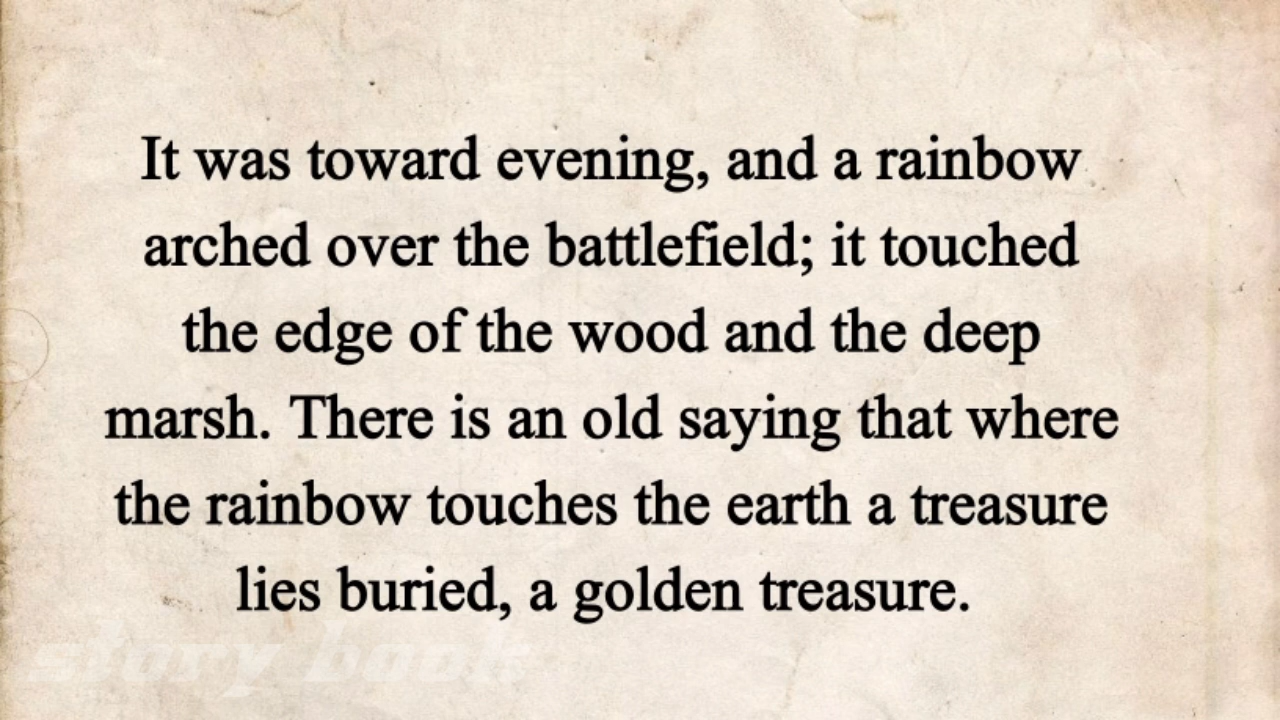 It was toward evening, and a rainbow
arched over the battlefield; it touched
the edge of the wood and the deep
marsh. There is an old saying that where
the rainbow touches the earth a treasure
lies buried, a golden treasure.
story book